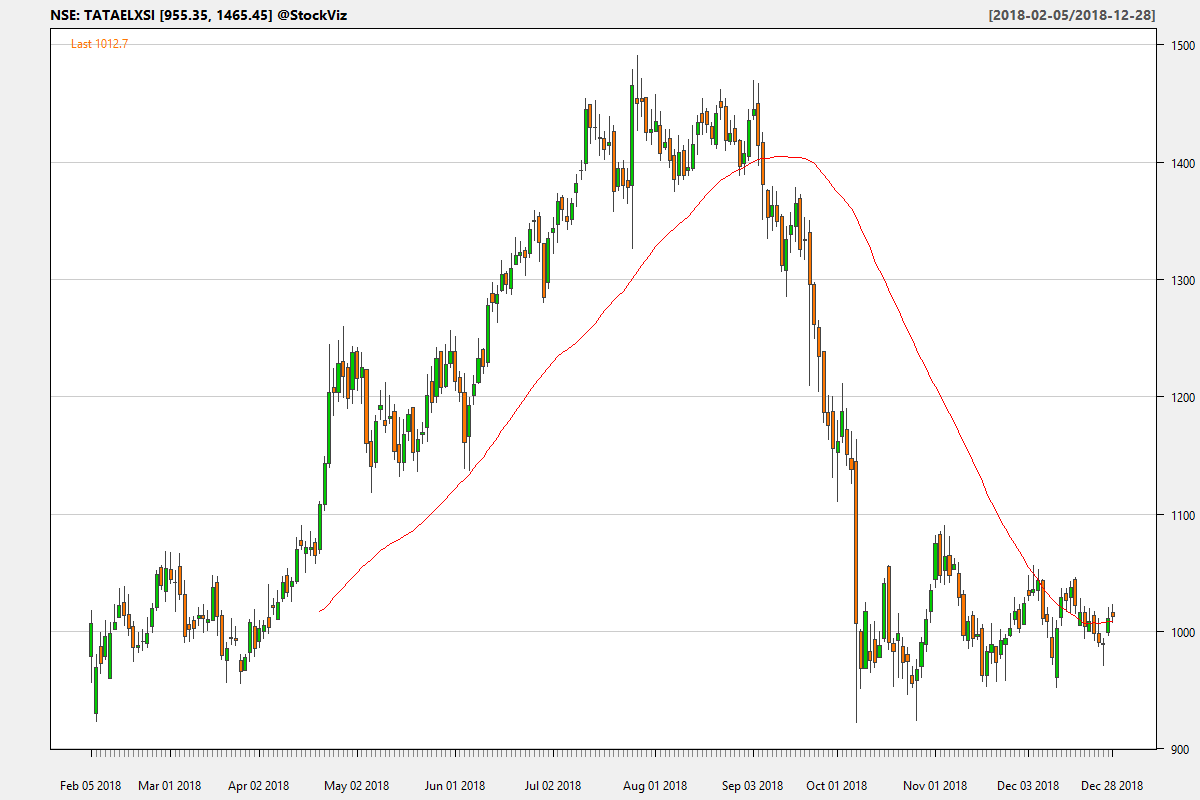 NSE: TATAELXSI [955.35, 1465.45] @StockViz
[2018-02-05/2018-12-28]
Last 1012.7
1500
1400
1300
1200
1100
1000
900
Feb 05 2018 Mar 01 2018 Apr 02 2018 May 02 2018 Jun 01 2018 Jul 02 2018 Aug 01 2018 Sep 03 2018 Oct 01 2018 Nov 01 2018 Dec 03 2018 Dec 28 2018